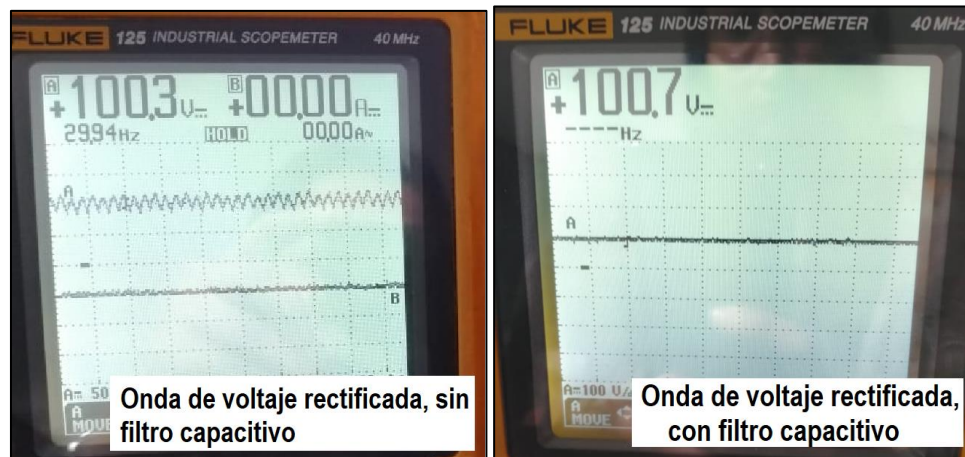 FLUKE 125 INDUSTRIAL SCOPEMETER 40 MHz
A B
+100.3 V +00.00 A
29.94 Hz HOLD 00.00 A~
A
B
A= 50
A
MOVE
Onda de voltaje rectificada, sin
filtro capacitivo
FLUKE 125 INDUSTRIAL SCOPEMETER 40 MHz
A
+100.7 V
----Hz
A
A=100 V/
A
MOVE
Onda de voltaje rectificada,
con filtro capacitivo